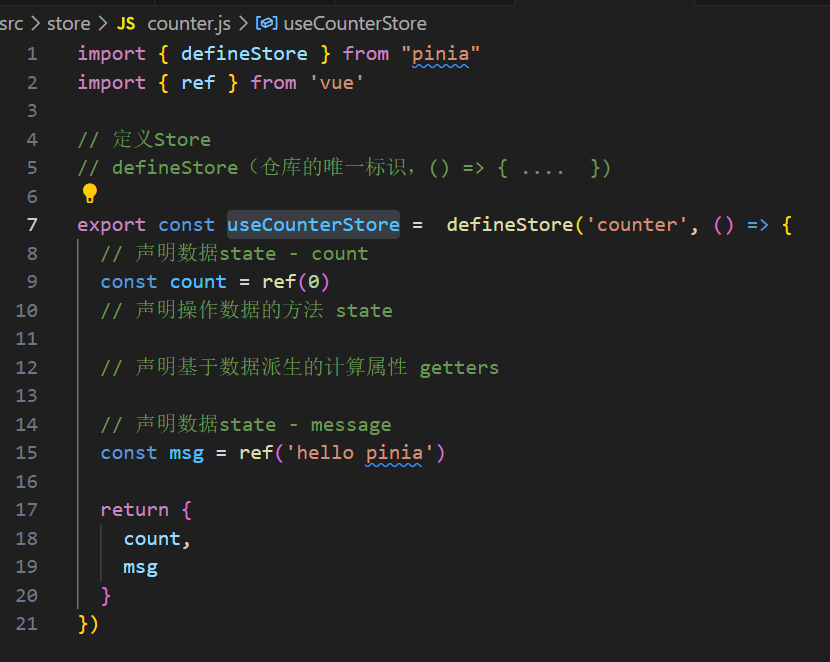 src > store > JS counter.js > useCounterStore
1 import { defineStore } from "pinia"
2 import { ref } from 'vue'
3
4 // 定义Store
5 // defineStore（仓库的唯一标识，() => { .... })
6
7 export const useCounterStore = defineStore('counter', () => {
8 // 声明数据state - count
9 const count = ref(0)
10 // 声明操作数据的方法 state
11
12 // 声明基于数据派生的计算属性 getters
13
14 // 声明数据state - message
15 const msg = ref('hello pinia')
16
17 return {
18 count,
19 msg
20 }
21 })